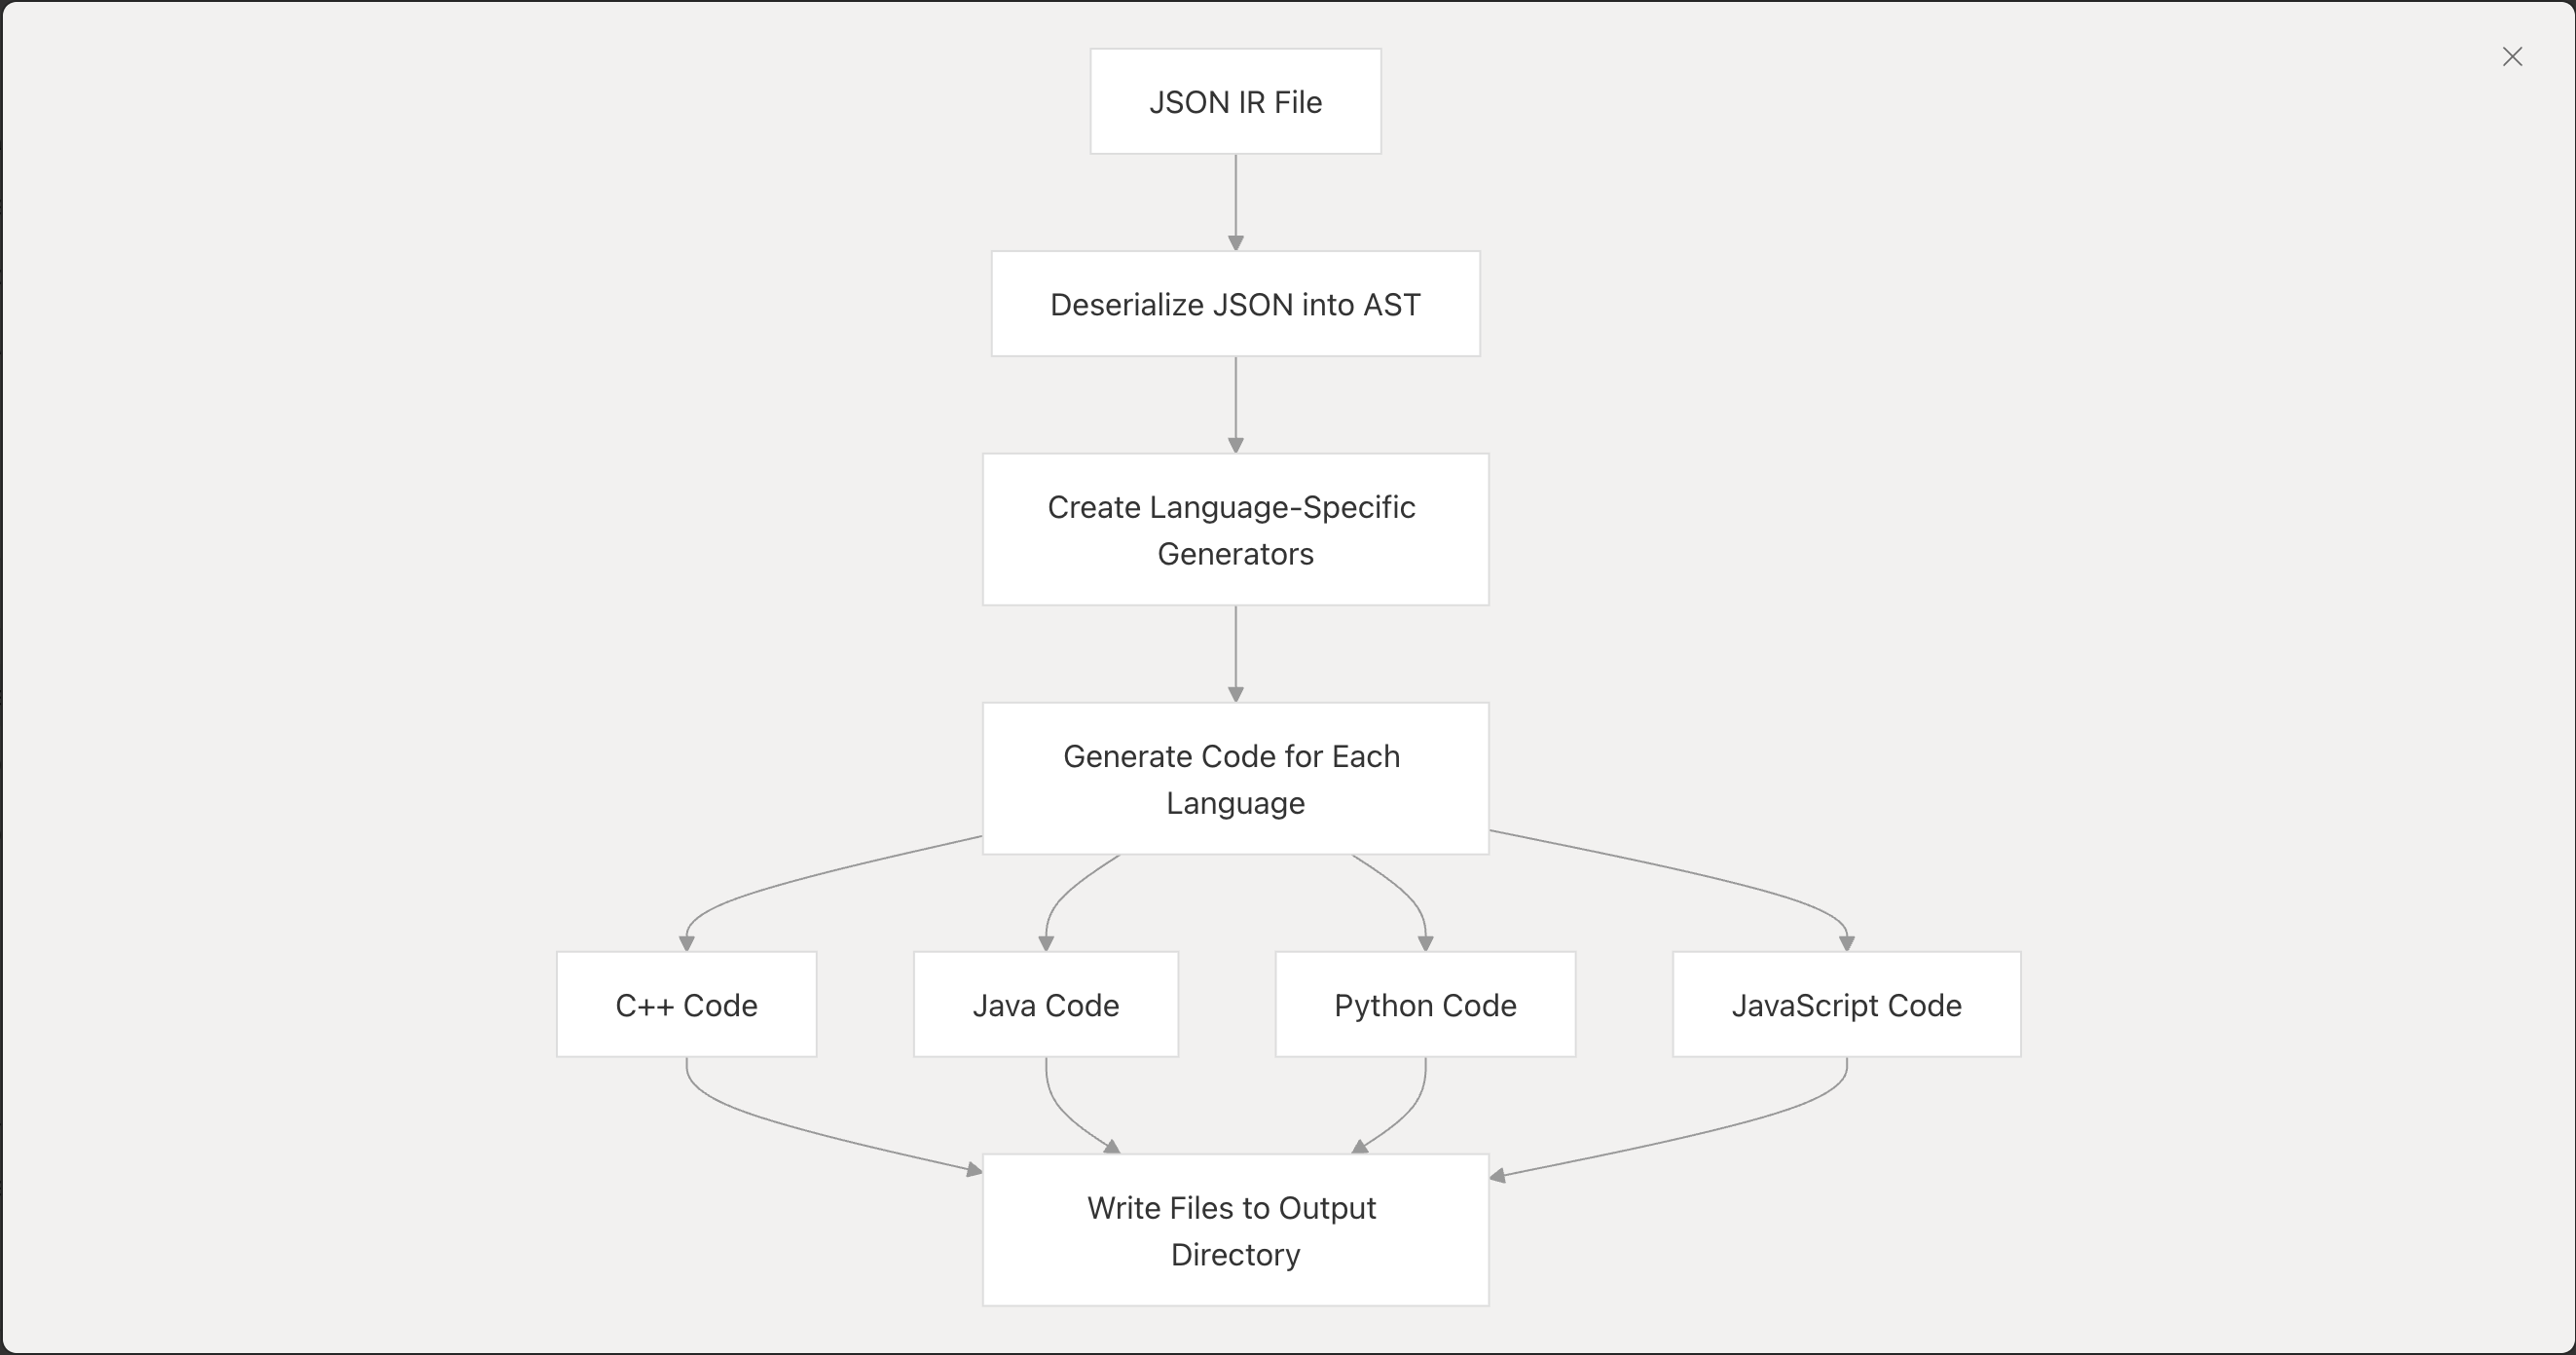 JSON IR File
Deserialize JSON into AST
Create Language-Specific
Generators
Generate Code for Each
Language
C++ Code
Java Code
Python Code
JavaScript Code
Write Files to Output
Directory